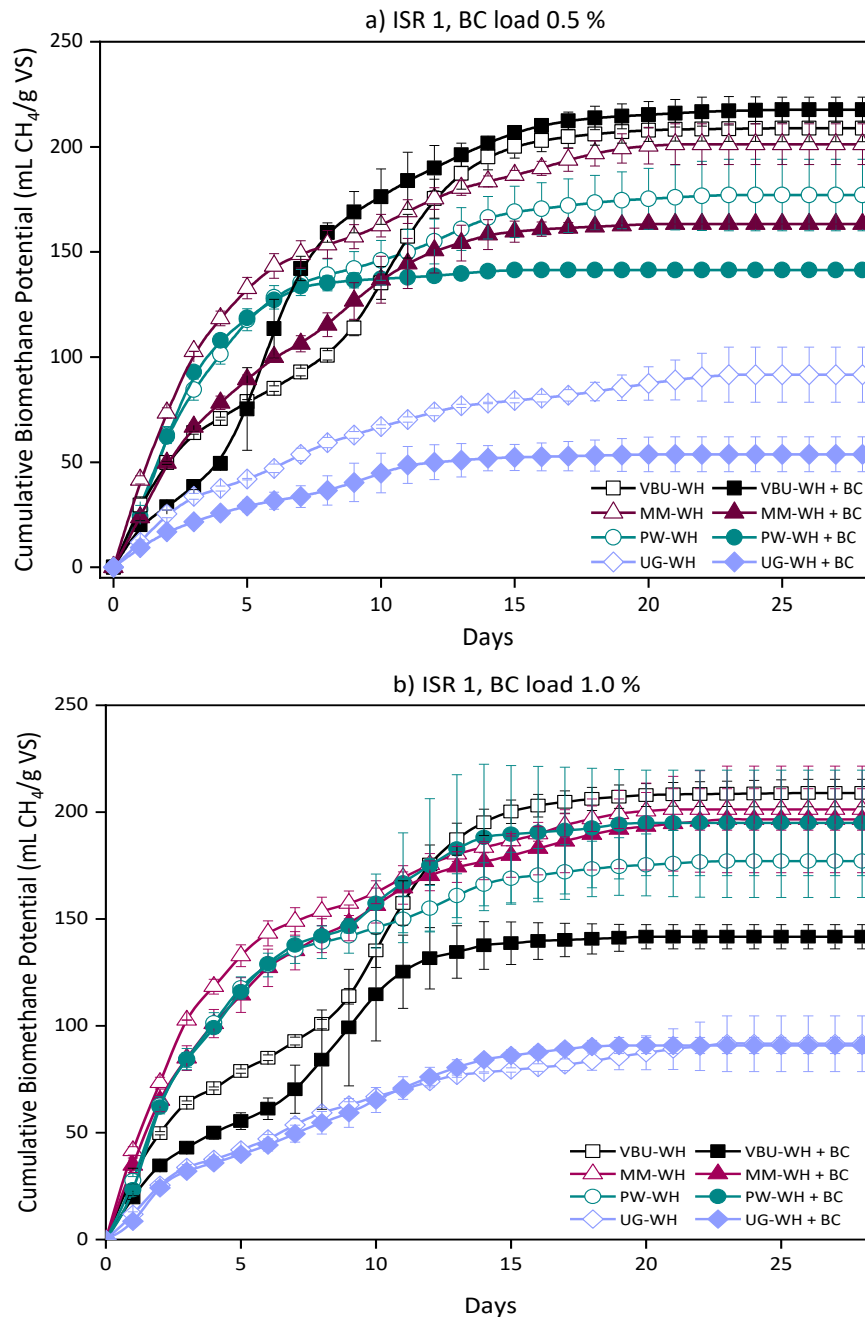 a) ISR 1, BC load 0.5 %
Cumulative Biomethane Potential (mL CH₄/g VS)
250
200
150
100
50
0
VBU-WH VBU-WH + BC
MM-WH MM-WH + BC
PW-WH PW-WH + BC
UG-WH UG-WH + BC
0 5 10 15 20 25
Days
b) ISR 1, BC load 1.0 %
Cumulative Biomethane Potential (mL CH₄/g VS)
250
200
150
100
50
0
VBU-WH VBU-WH + BC
MM-WH MM-WH + BC
PW-WH PW-WH + BC
UG-WH UG-WH + BC
0 5 10 15 20 25
Days